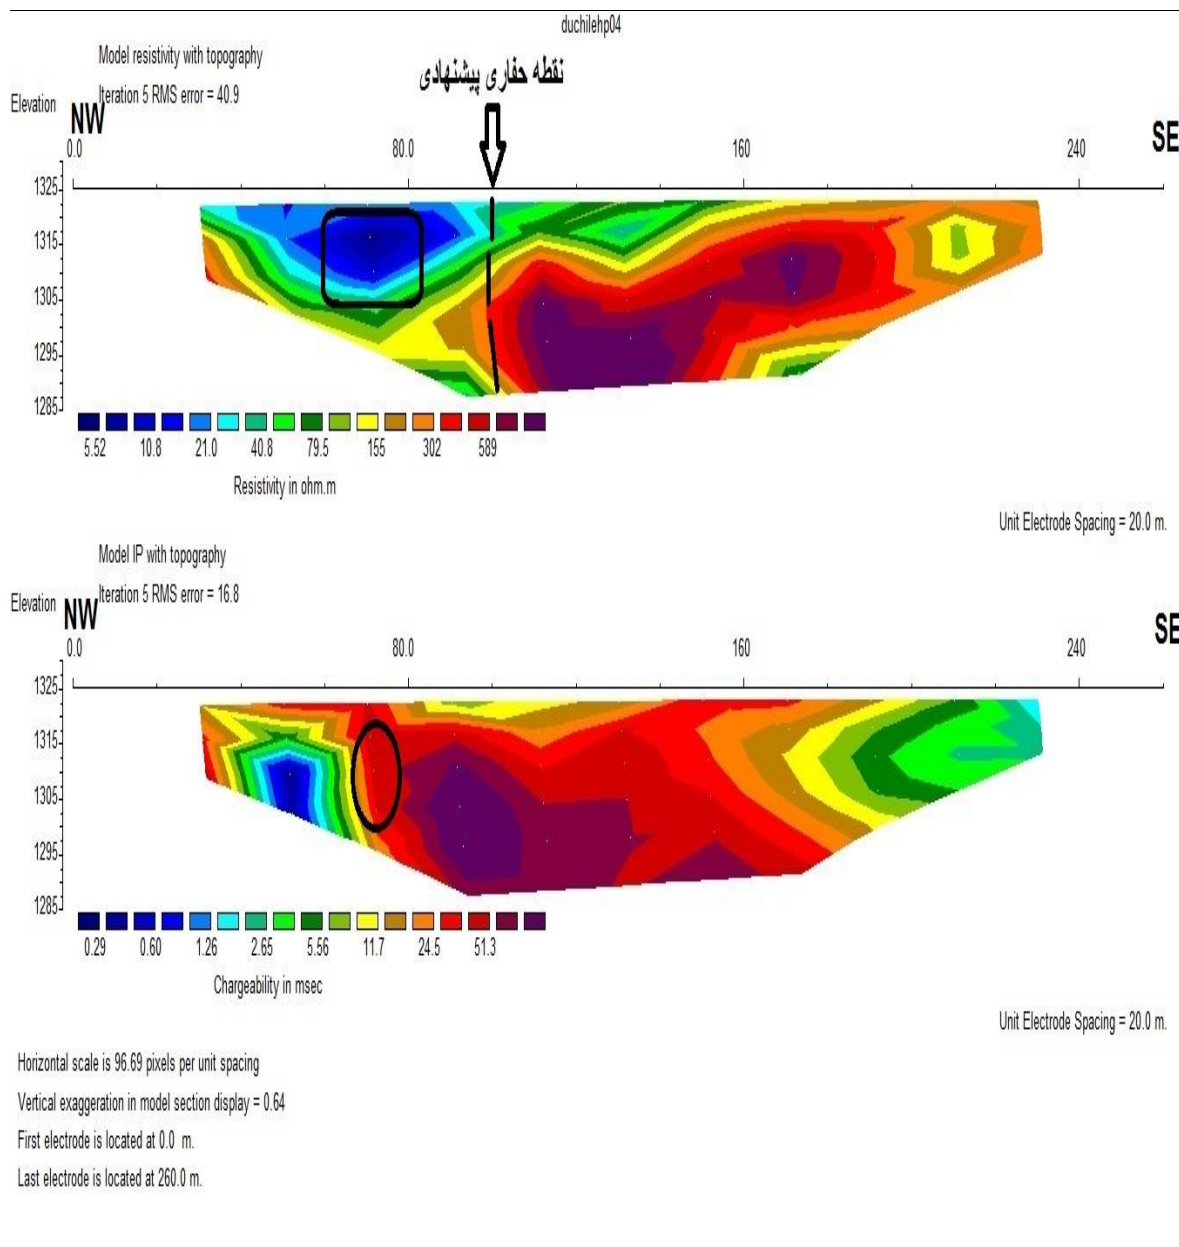 duchilehp04
Model resistivity with topography
Iteration 5 RMS error = 40.9
نقطه حفاری پیشنهادی
Elevation
NW
SE
0.0 80.0 160 240
1325
1315
1305
1295
1285
5.52 10.8 21.0 40.8 79.5 155 302 589
Resistivity in ohm.m
Unit Electrode Spacing = 20.0 m.
Model IP with topography
Iteration 5 RMS error = 16.8
Elevation
NW
SE
0.0 80.0 160 240
1325
1315
1305
1295
1285
0.29 0.60 1.26 2.65 5.56 11.7 24.5 51.3
Chargeability in msec
Unit Electrode Spacing = 20.0 m.
Horizontal scale is 96.69 pixels per unit spacing
Vertical exaggeration in model section display = 0.64
First electrode is located at 0.0 m.
Last electrode is located at 260.0 m.